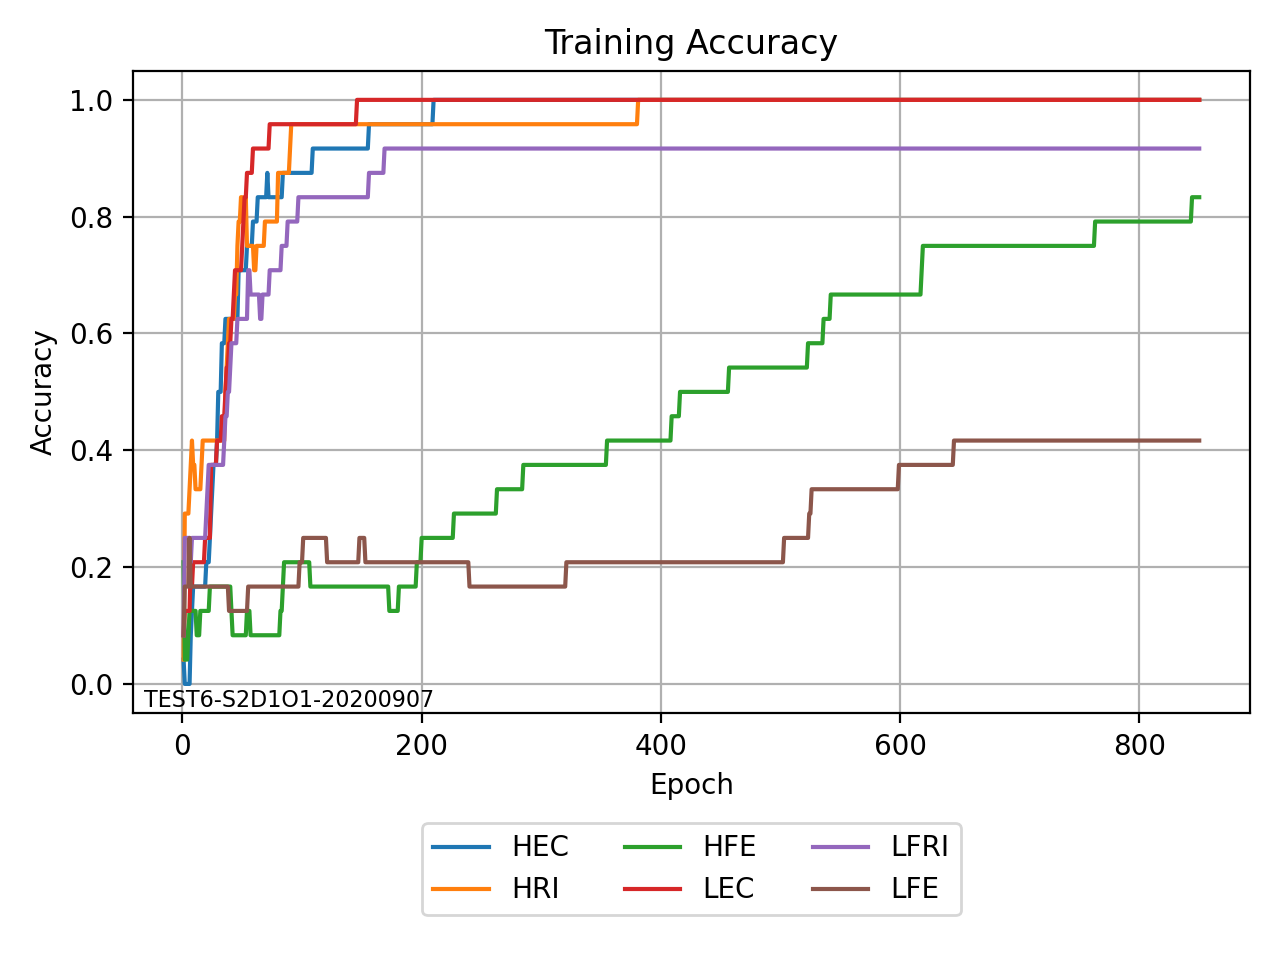 Training Accuracy
Accuracy
1.0
0.8
0.6
0.4
0.2
0.0
TEST6-S2D1O1-20200907
0 200 400 600 800
Epoch
HEC HFE LFRI
HRI LEC LFE